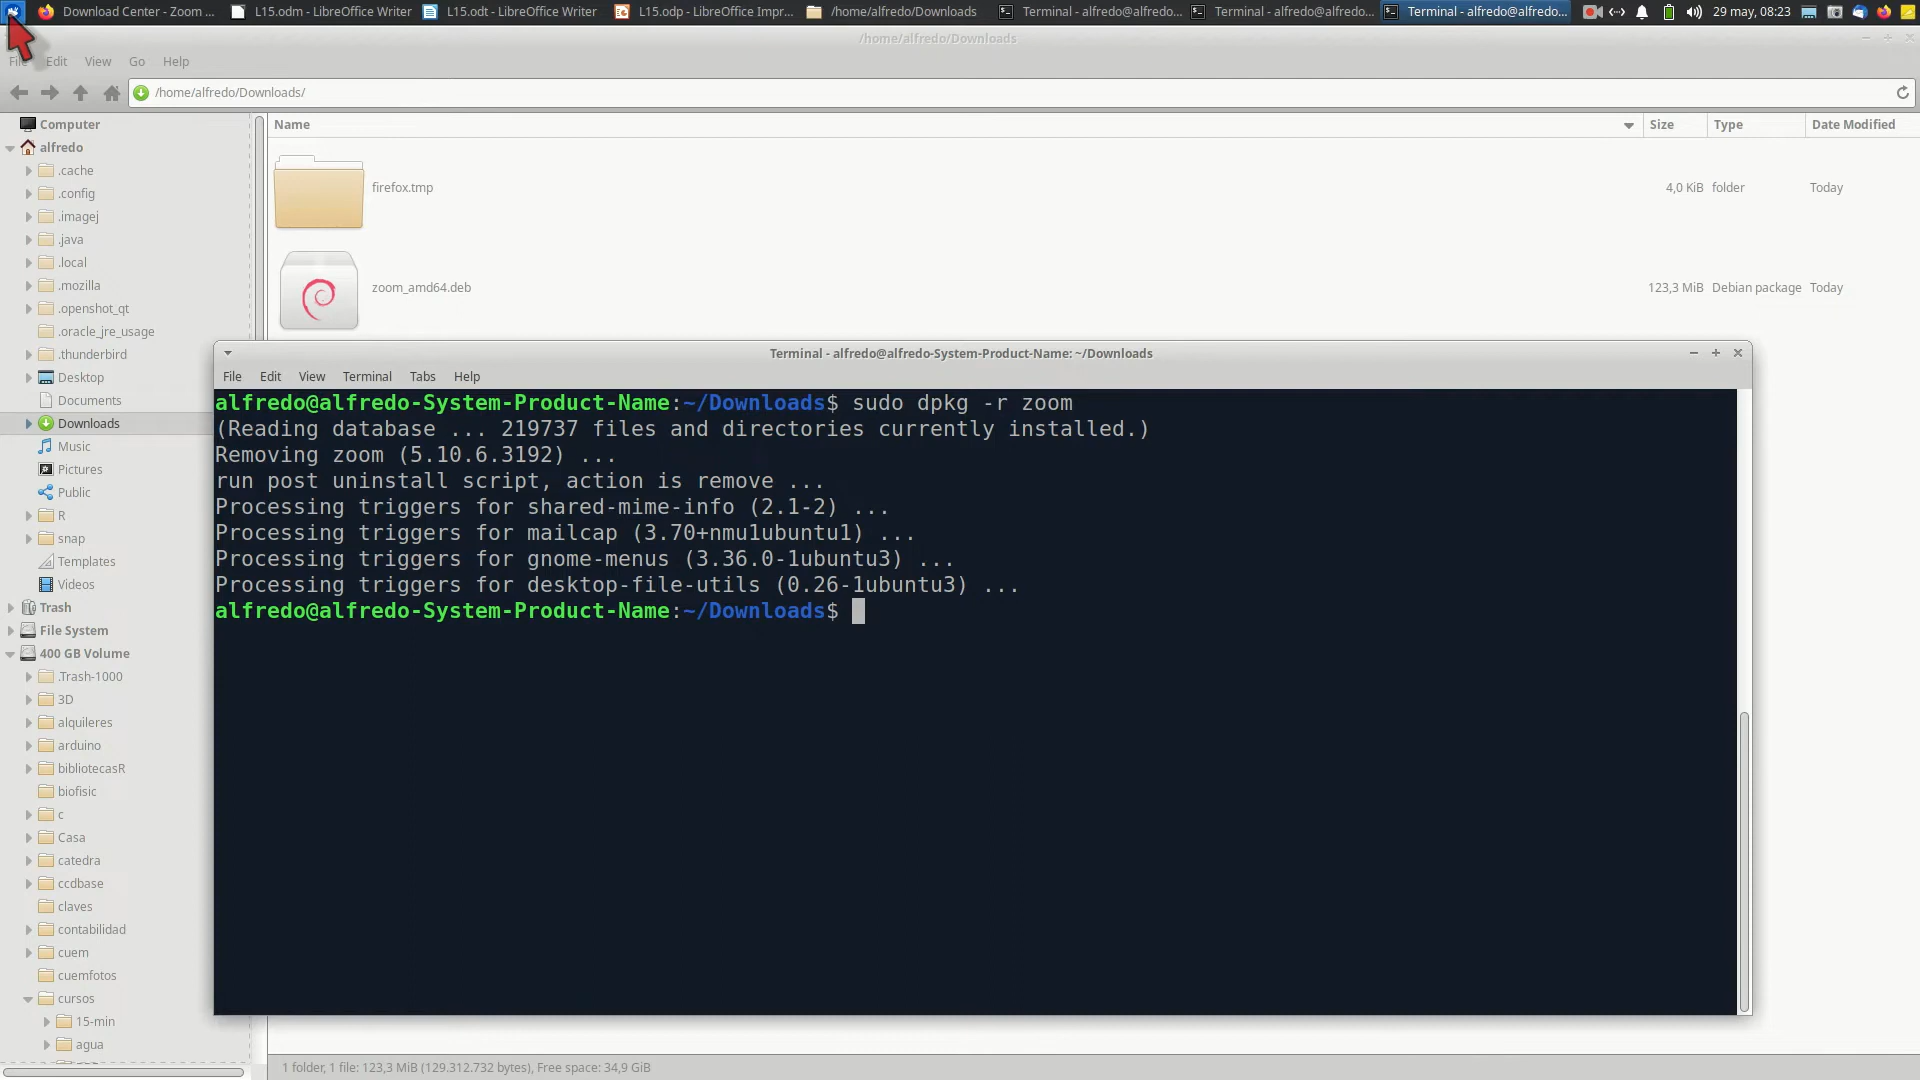 Download Center - Zoom ...
L15.odm - LibreOffice Writer
L15.odt - LibreOffice Writer
L15.odp - LibreOffice Impr...
/home/alfredo/Downloads
Terminal - alfredo@alfredo...
Terminal - alfredo@alfredo...
Terminal - alfredo@alfredo...
29 may, 08:23
/home/alfredo/Downloads
File Edit View Go Help
/home/alfredo/Downloads/
Computer
alfredo
.cache
.config
.imagej
.java
.local
.mozilla
.openshot_qt
.oracle_jre_usage
.thunderbird
Desktop
Documents
Downloads
Music
Pictures
Public
R
snap
Templates
Videos
Trash
File System
400 GB Volume
.Trash-1000
3D
alquileres
arduino
bibliotecasR
biofisic
c
Casa
catedra
ccdbase
claves
contabilidad
cuem
cuemfotos
cursos
15-min
agua
Name Size Type Date Modified
firefox.tmp 4,0 KiB folder Today
zoom_amd64.deb 123,3 MiB Debian package Today
Terminal - alfredo@alfredo-System-Product-Name: ~/Downloads
File Edit View Terminal Tabs Help
alfredo@alfredo-System-Product-Name:~/Downloads$ sudo dpkg -r zoom
(Reading database ... 219737 files and directories currently installed.)
Removing zoom (5.10.6.3192) ...
run post uninstall script, action is remove ...
Processing triggers for shared-mime-info (2.1-2) ...
Processing triggers for mailcap (3.70+nmu1ubuntu1) ...
Processing triggers for gnome-menus (3.36.0-1ubuntu3) ...
Processing triggers for desktop-file-utils (0.26-1ubuntu3) ...
alfredo@alfredo-System-Product-Name:~/Downloads$
1 folder, 1 file: 123,3 MiB (129.312.732 bytes), Free space: 34,9 GiB